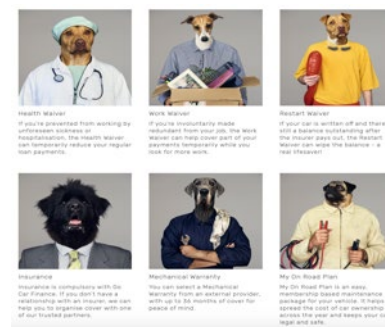 Health Waiver
If you're prevented from working by
unforeseen sickness or
hospitalisation, the Health Waiver
can temporarily reduce your regular
loan payments.
Work Waiver
If you're involuntarily made
redundant from your job, the Work
Waiver can help cover part of your
payments temporarily while you
look for more work.
Restart Waiver
If your car is written off and there
still a balance outstanding after
the insurer pays out, the Restart
Waiver can wipe the balance – a
real lifesaver!
Insurance
Insurance is compulsory with Go
Car Finance. If you don't have a
relationship with an insurer, we can
help you to organise cover with one
of our trusted partners.
Mechanical Warranty
You can select a Mechanical
Warranty from an external provider,
with up to 36 months of cover for
peace of mind.
My On Road Plan
My On Road Plan is an easy,
membership based maintenance
package for your vehicle. It helps
spread the cost of car ownership
across the year and keeps your ca
legal and safe.